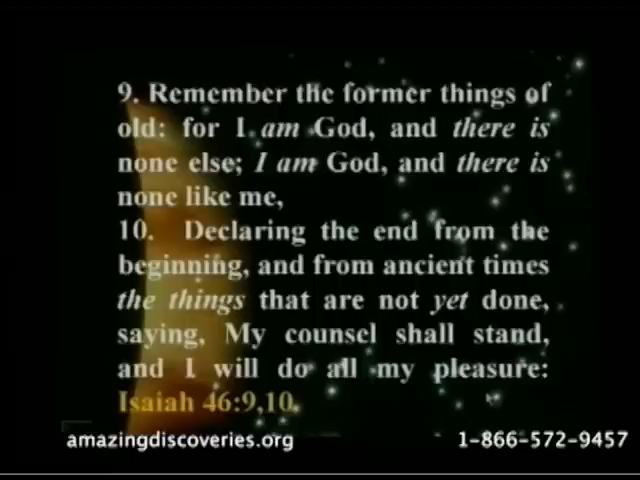 9. Remember the former things of
old: for I am God, and there is
none else; I am God, and there is
none like me,
10. Declaring the end from the
beginning, and from ancient times
the things that are not yet done,
saying, My counsel shall stand,
and I will do all my pleasure:
Isaiah 46:9,10.
amazingdiscoveries.org 1-866-572-9457